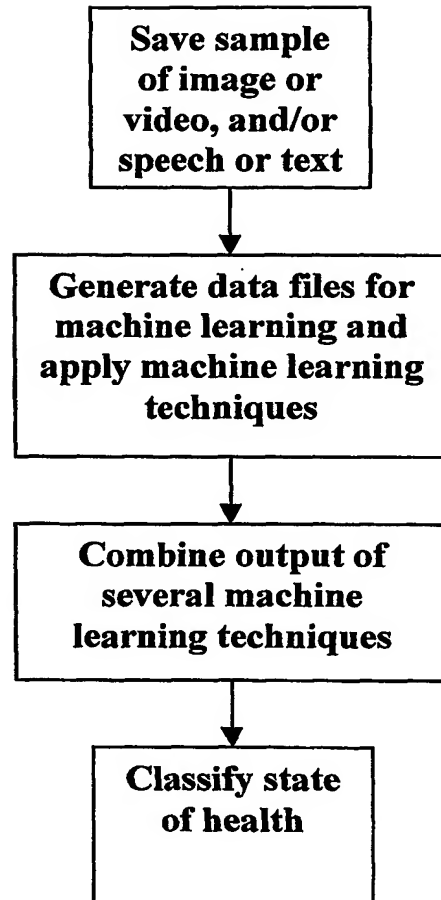 Save sample
of image or
video, and/or
speech or text
Generate data files for
machine learning and
apply machine learning
techniques
Combine output of
several machine
learning techniques
Classify state
of health